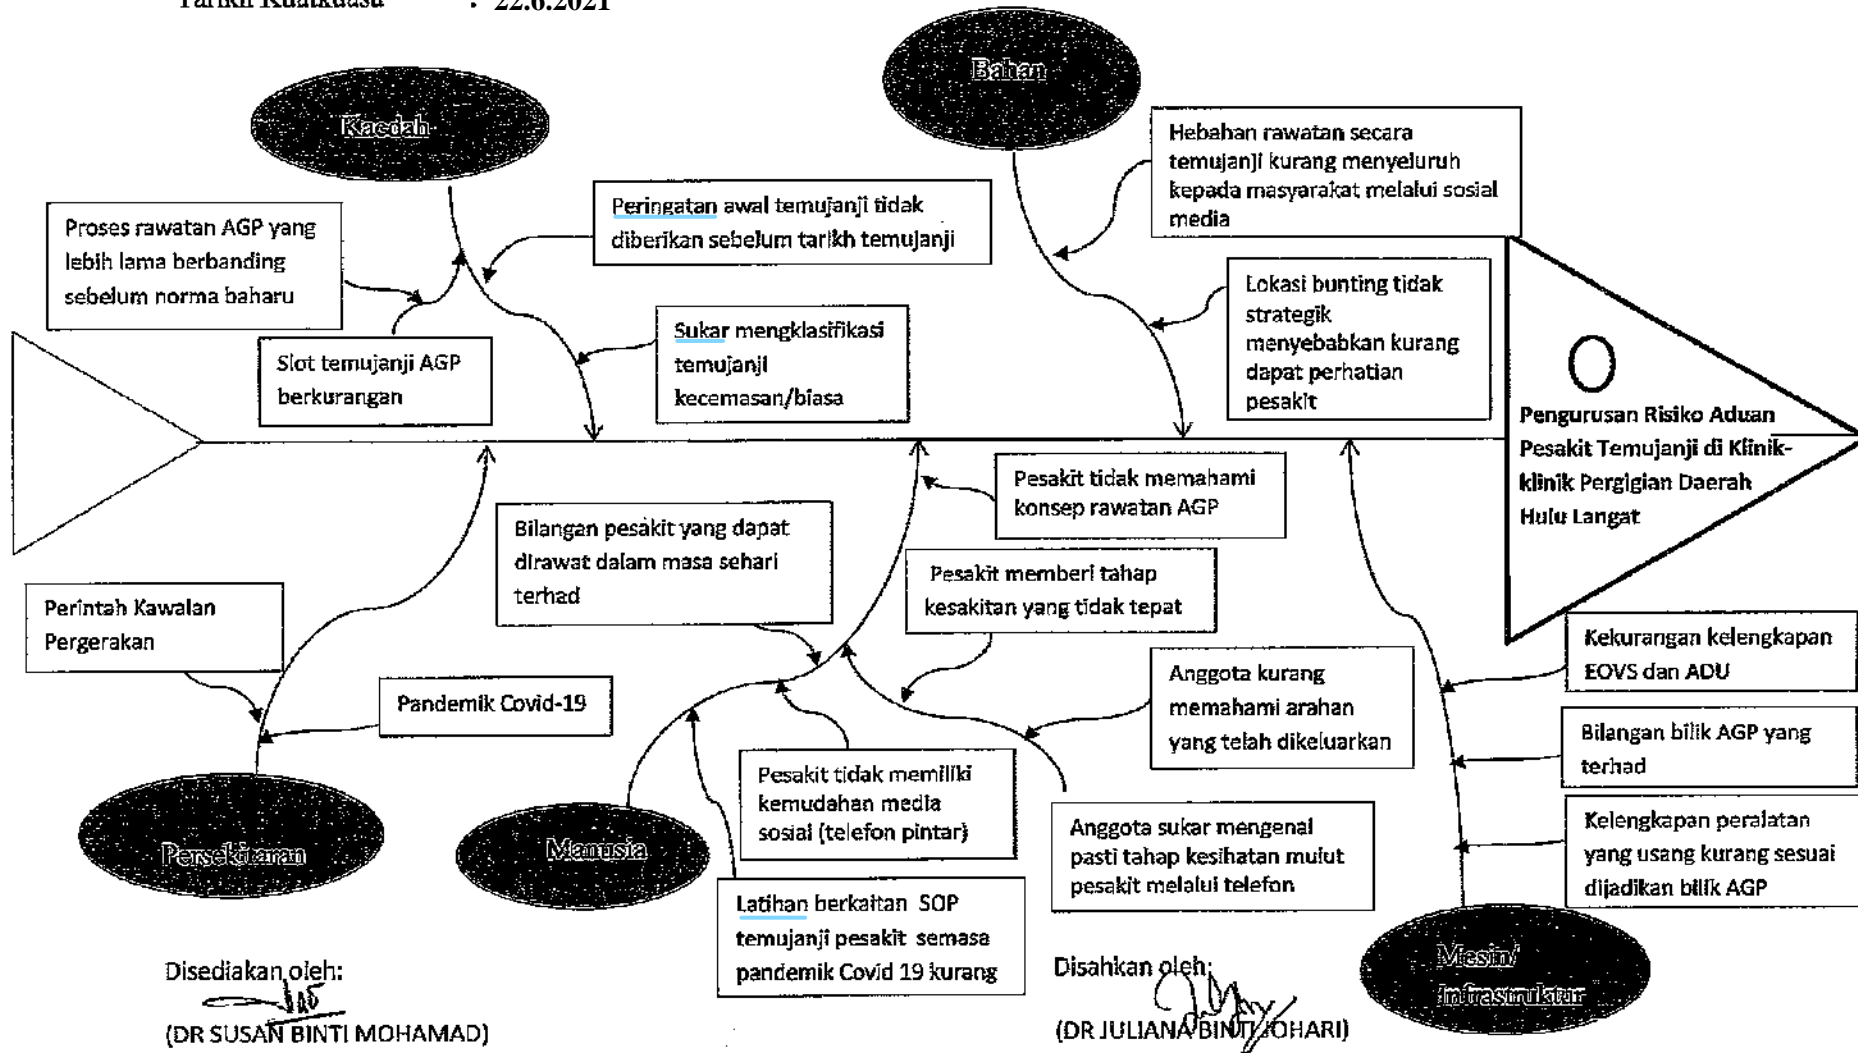 Tarikh Kuatkuasa : 22.6.2021
Bahan
Kaedah
Hebahan rawatan secara
temujanji kurang menyeluruh
kepada masyarakat melalui sosial
media
Peringatan awal temujanji tidak
diberikan sebelum tarikh temujanji
Proses rawatan AGP yang
lebih lama berbanding
sebelum norma baharu
Lokasi bunting tidak
strategik
menyebabkan kurang
dapat perhatian
pesakit
Sukar mengklasifikasi
temujanji
kecemasan/biasa
Slot temujanji AGP
berkurangan
Pengurusan Risiko Aduan
Pesakit Temujanji di Klinik-
klinik Pergigian Daerah
Hulu Langat
Pesakit tidak memahami
konsep rawatan AGP
Bilangan pesakit yang dapat
dirawat dalam masa sehari
terhad
Pesakit memberi tahap
kesakitan yang tidak tepat
Perintah Kawalan
Pergerakan
Kekurangan kelengkapan
EOVS dan ADU
Anggota kurang
memahami arahan
yang telah dikeluarkan
Pandemik Covid-19
Bilangan bilik AGP yang
terhad
Pesakit tidak memiliki
kemudahan media
sosial (telefon pintar)
Anggota sukar mengenal
pasti tahap kesihatan mulut
pesakit melalui telefon
Kelengkapan peralatan
yang usang kurang sesuai
dijadikan bilik AGP
Persekitaran
Manusia
Latihan berkaitan SOP
temujanji pesakit semasa
pandemik Covid 19 kurang
Mesin/
Infrastruktur
Disediakan oleh:
(DR SUSAN BINTI MOHAMAD)
Disahkan oleh:
(DR JULIANA BINTI JOHARI)